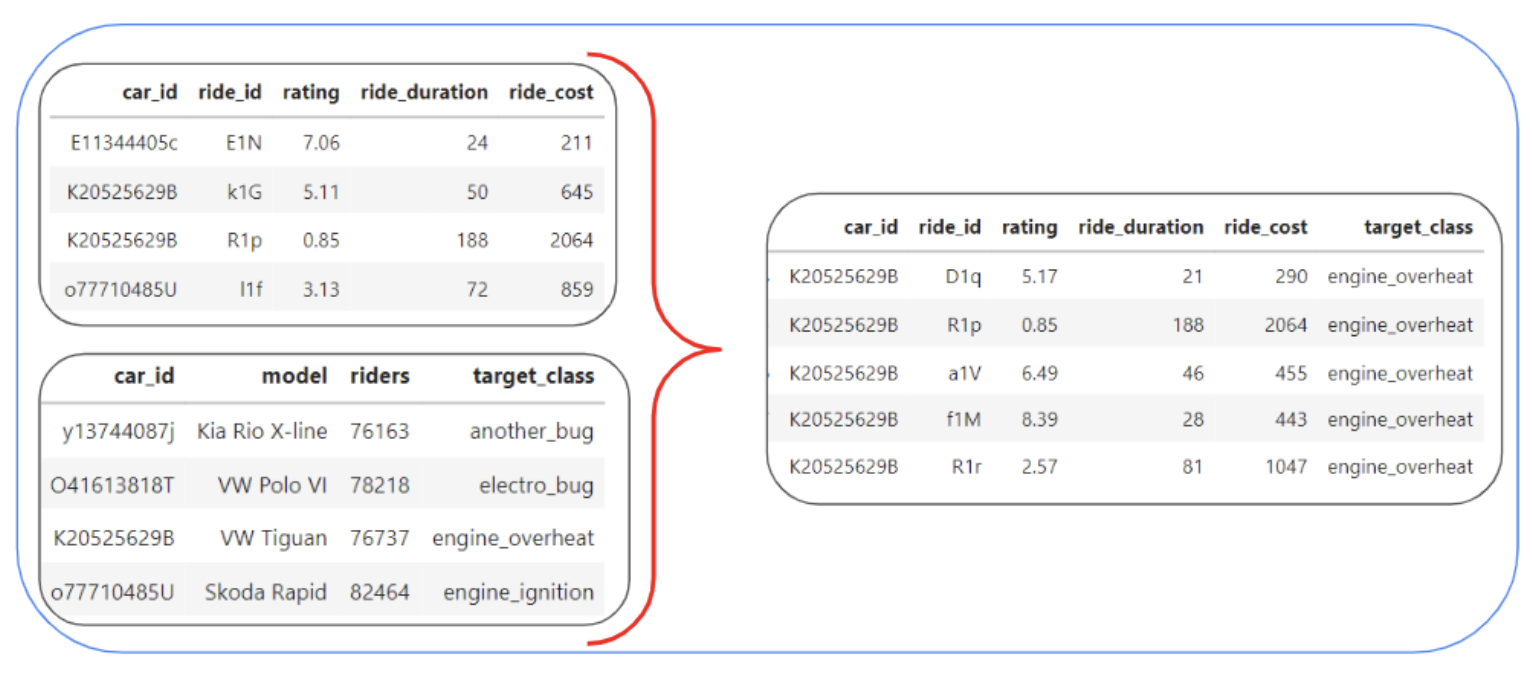 car_id ride_id rating ride_duration ride_cost
E11344405c E1N 7.06 24 211
K20525629B k1G 5.11 50 645
K20525629B R1p 0.85 188 2064
o77710485U l1f 3.13 72 859
car_id model riders target_class
y13744087j Kia Rio X-line 76163 another_bug
O41613818T VW Polo VI 78218 electro_bug
K20525629B VW Tiguan 76737 engine_overheat
o77710485U Skoda Rapid 82464 engine_ignition
car_id ride_id rating ride_duration ride_cost target_class
K20525629B D1q 5.17 21 290 engine_overheat
K20525629B R1p 0.85 188 2064 engine_overheat
K20525629B a1V 6.49 46 455 engine_overheat
K20525629B f1M 8.39 28 443 engine_overheat
K20525629B R1r 2.57 81 1047 engine_overheat